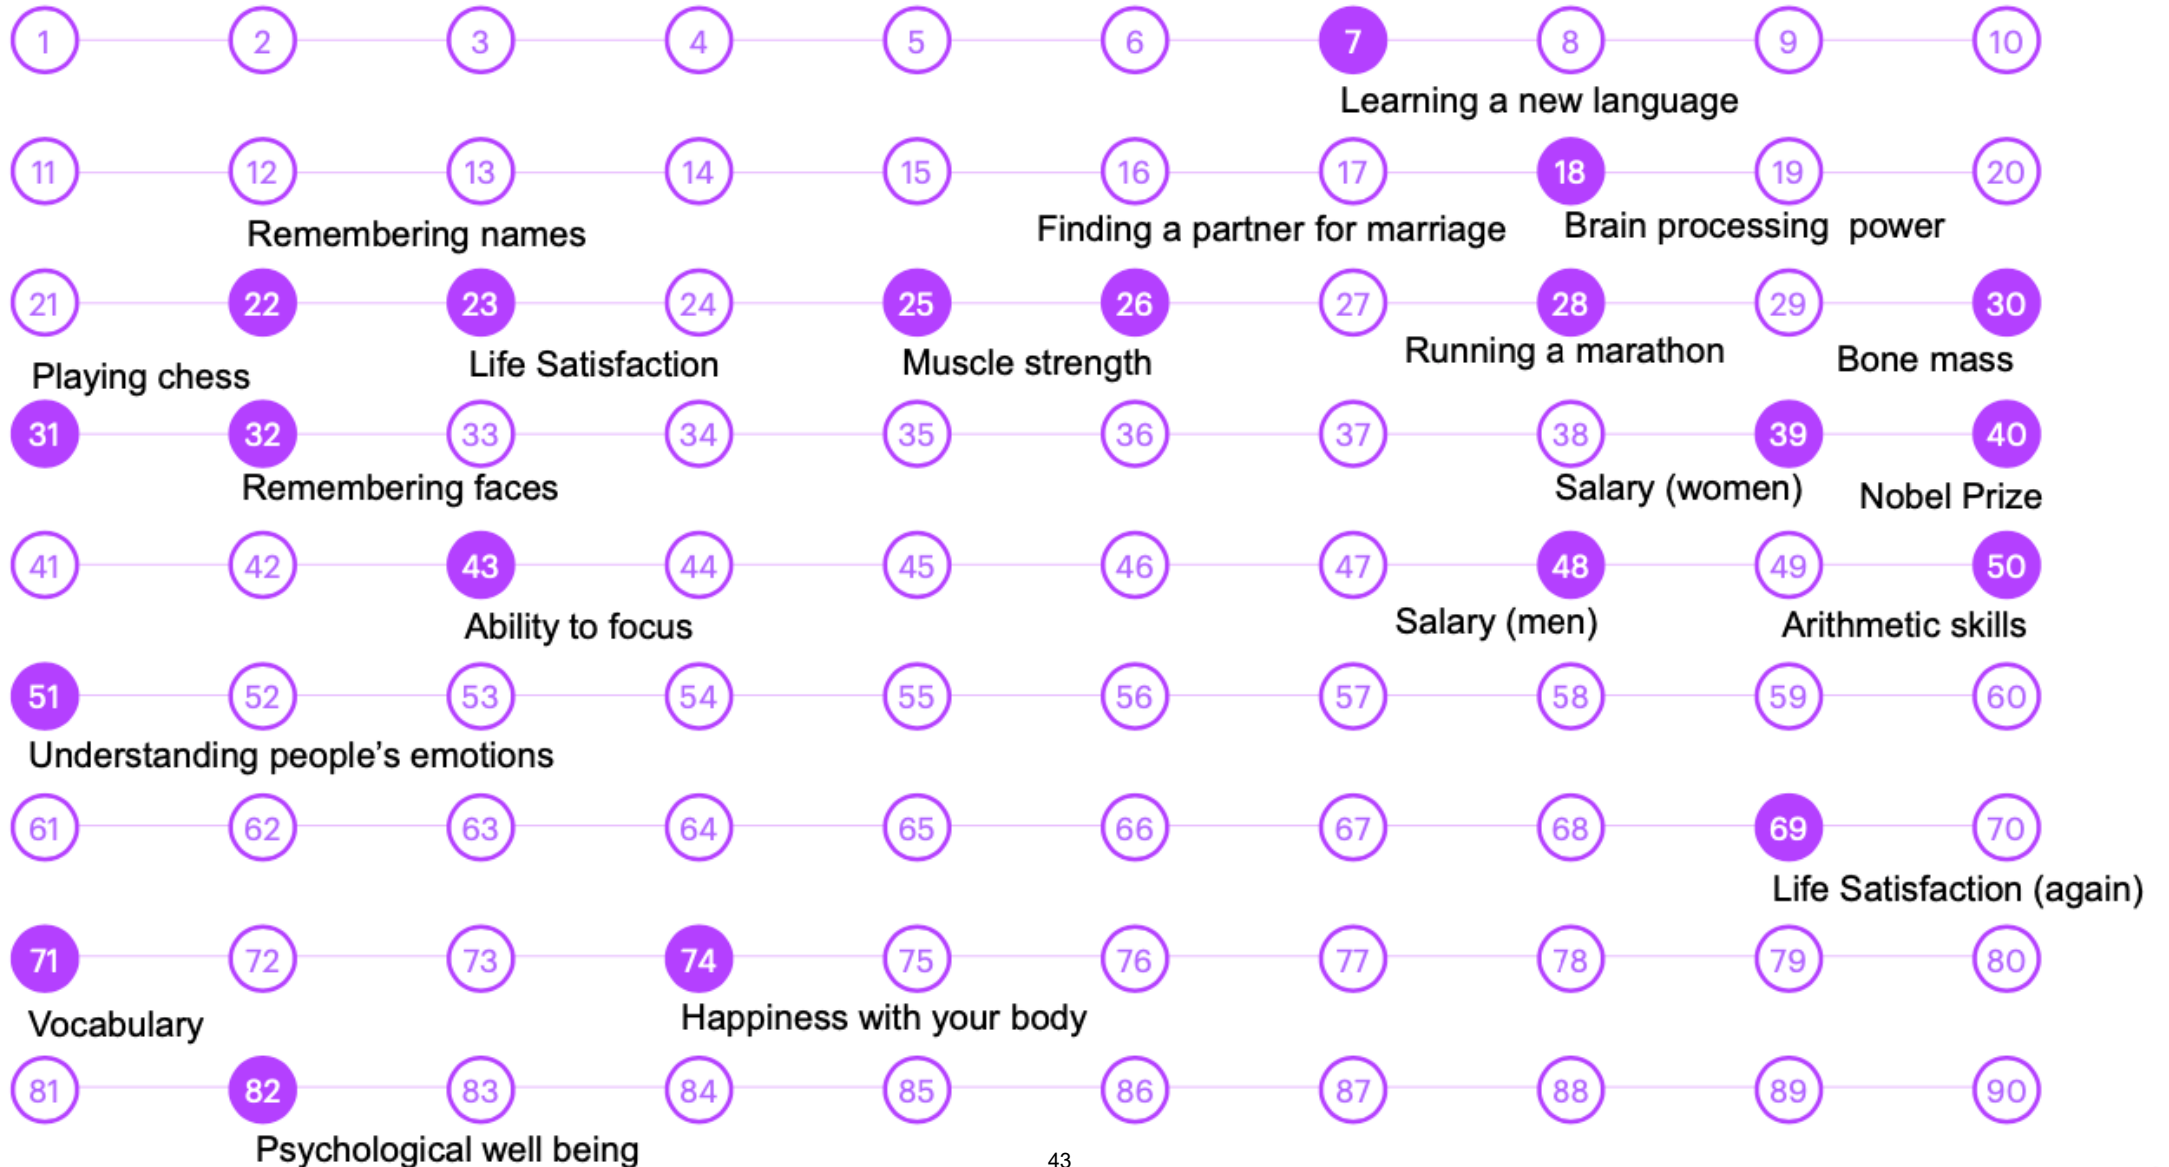 1 2 3 4 5 6 7 8 9 10
Learning a new language
11 12 13 14 15 16 17 18 19 20
Remembering names Finding a partner for marriage Brain processing power
21 22 23 24 25 26 27 28 29 30
Playing chess Life Satisfaction Muscle strength Running a marathon Bone mass
31 32 33 34 35 36 37 38 39 40
Remembering faces Salary (women) Nobel Prize
41 42 43 44 45 46 47 48 49 50
Ability to focus Salary (men) Arithmetic skills
51 52 53 54 55 56 57 58 59 60
Understanding people’s emotions
61 62 63 64 65 66 67 68 69 70
Life Satisfaction (again)
71 72 73 74 75 76 77 78 79 80
Vocabulary Happiness with your body
81 82 83 84 85 86 87 88 89 90
Psychological well being
43